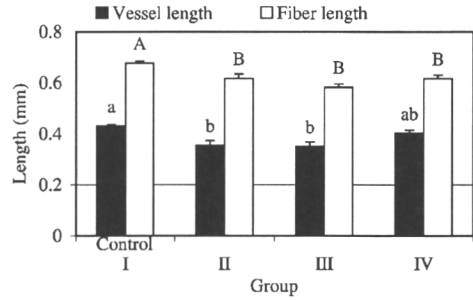 Vessel length Fiber length
0.8
0.6
0.4
0.2
0
Length (mm)
A
a
B
b
B
b
B
ab
Control
I II III IV
Group